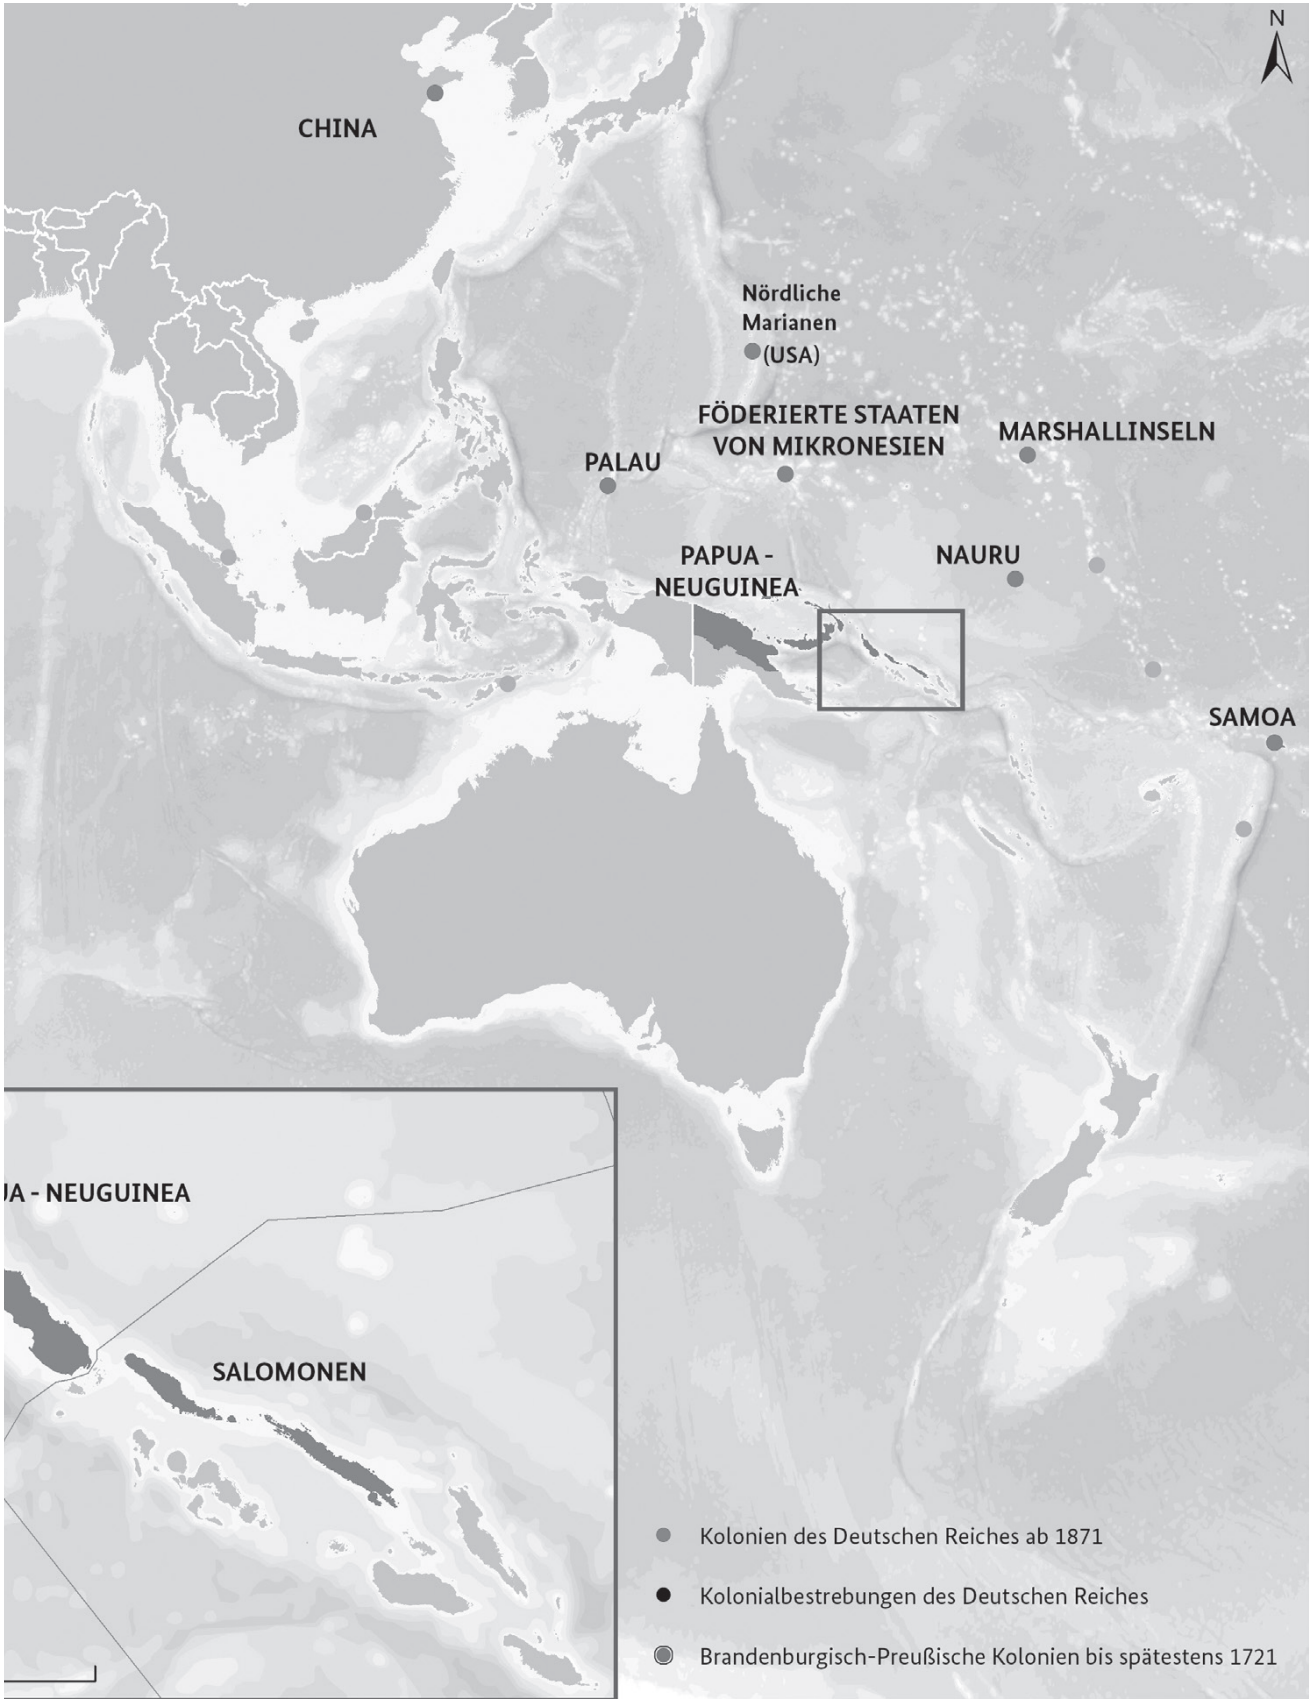 N
CHINA
Nördliche
Marianen
(USA)
FÖDERIERTE STAATEN
VON MIKRONESIEN
MARSHALLINSELN
PALAU
PAPUA -
NEUGUINEA
NAURU
SAMOA
UA - NEUGUINEA
SALOMONEN
Kolonien des Deutschen Reiches ab 1871
Kolonialbestrebungen des Deutschen Reiches
Brandenburgisch-Preußische Kolonien bis spätestens 1721